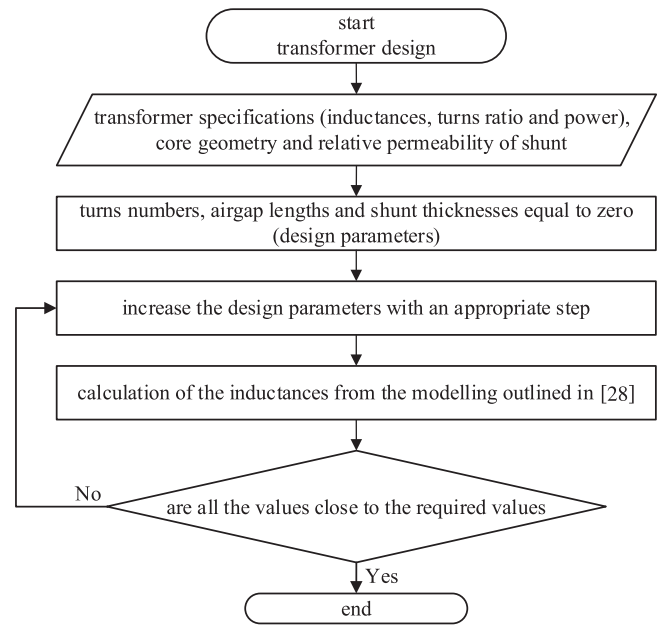 start
transformer design
transformer specifications (inductances, turns ratio and power),
core geometry and relative permeability of shunt
turns numbers, airgap lengths and shunt thicknesses equal to zero
(design parameters)
increase the design parameters with an appropriate step
calculation of the inductances from the modelling outlined in [28]
No
are all the values close to the required values
Yes
end